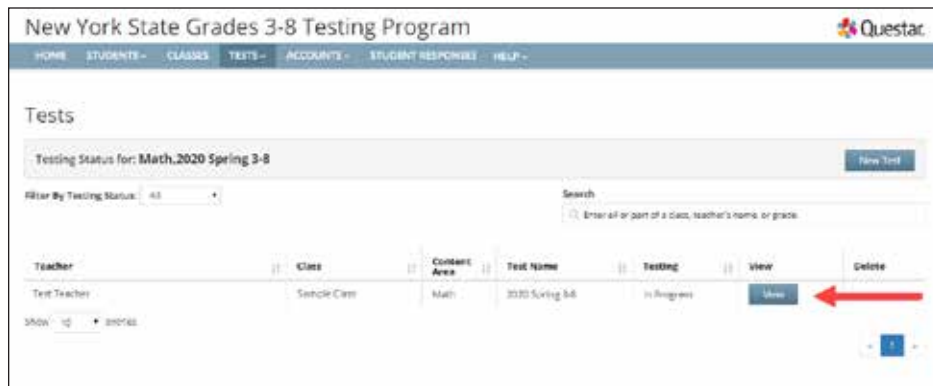 New York State Grades 3-8 Testing Program
Questar.
HOME STUDENTS CLASSES TESTS ACCOUNTS STUDENT RESPONSES HELP
Tests
Testing Status for: Math,2020 Spring 3-8
New Test
Filter By Testing Status: All
Search
Enter all or part of a class, teacher's name, or grade.
Teacher Class Content Area Test Name Testing View Delete
Test Teacher Sample Class Math 2020 Spring 3-8 In Progress View
Show 10 entries
« 1 »